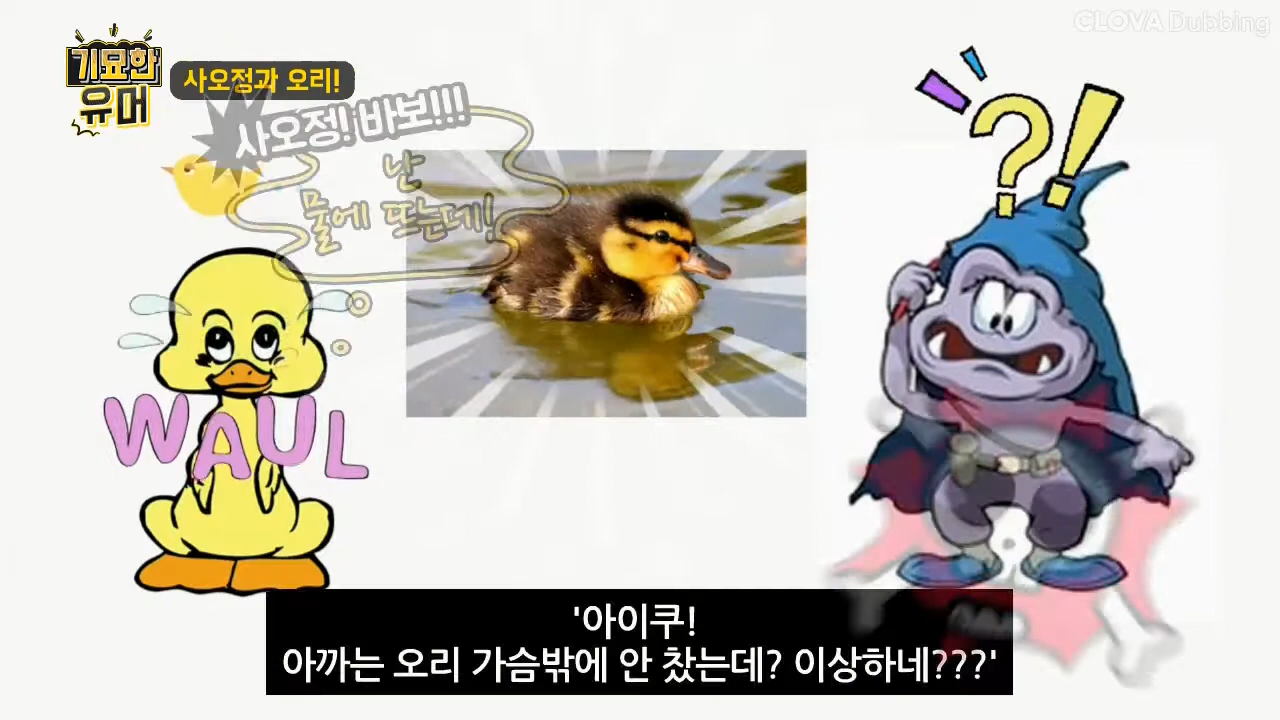 CLOVA Dubbing
기묘한
유머
사오정과 오리!
사오정! 바보!!!
난
물에 뜨는데!
?!
WAUL
'아이쿠!
아까는 오리 가슴밖에 안 찼는데? 이상하네???'